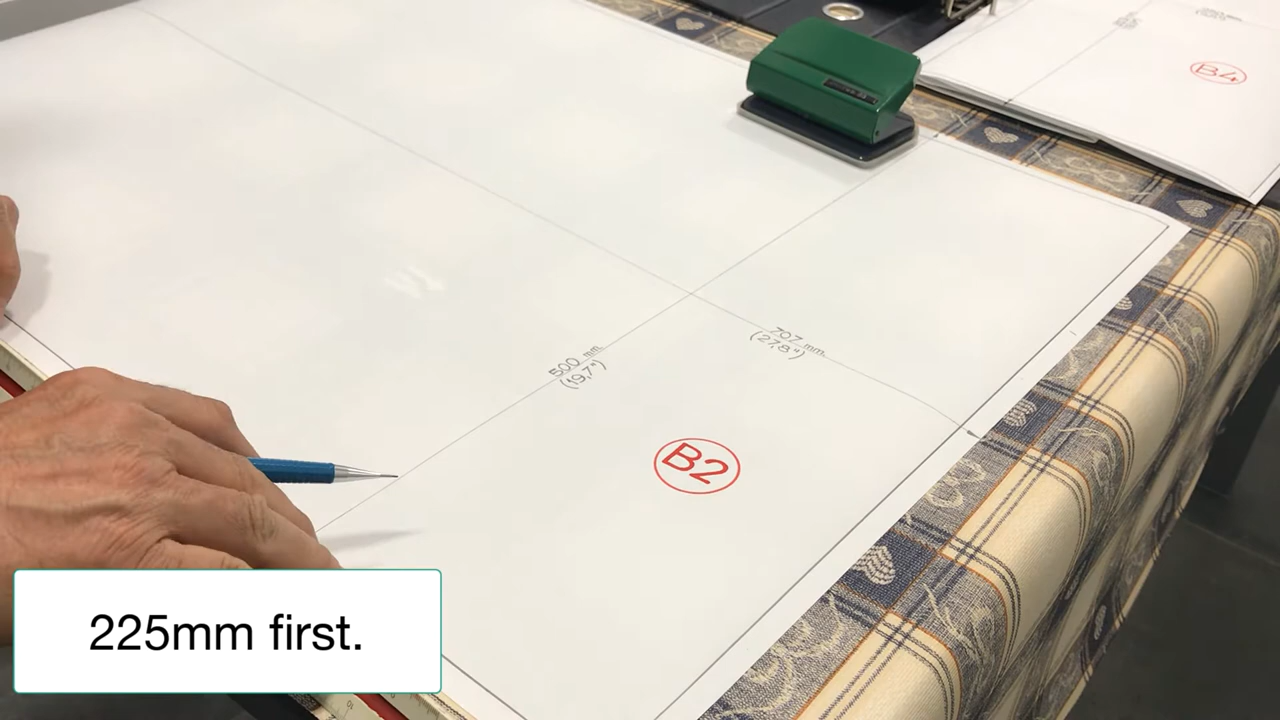 B4
707 mm.
(27,8")
500 mm.
(19,7")
B2
225mm first.